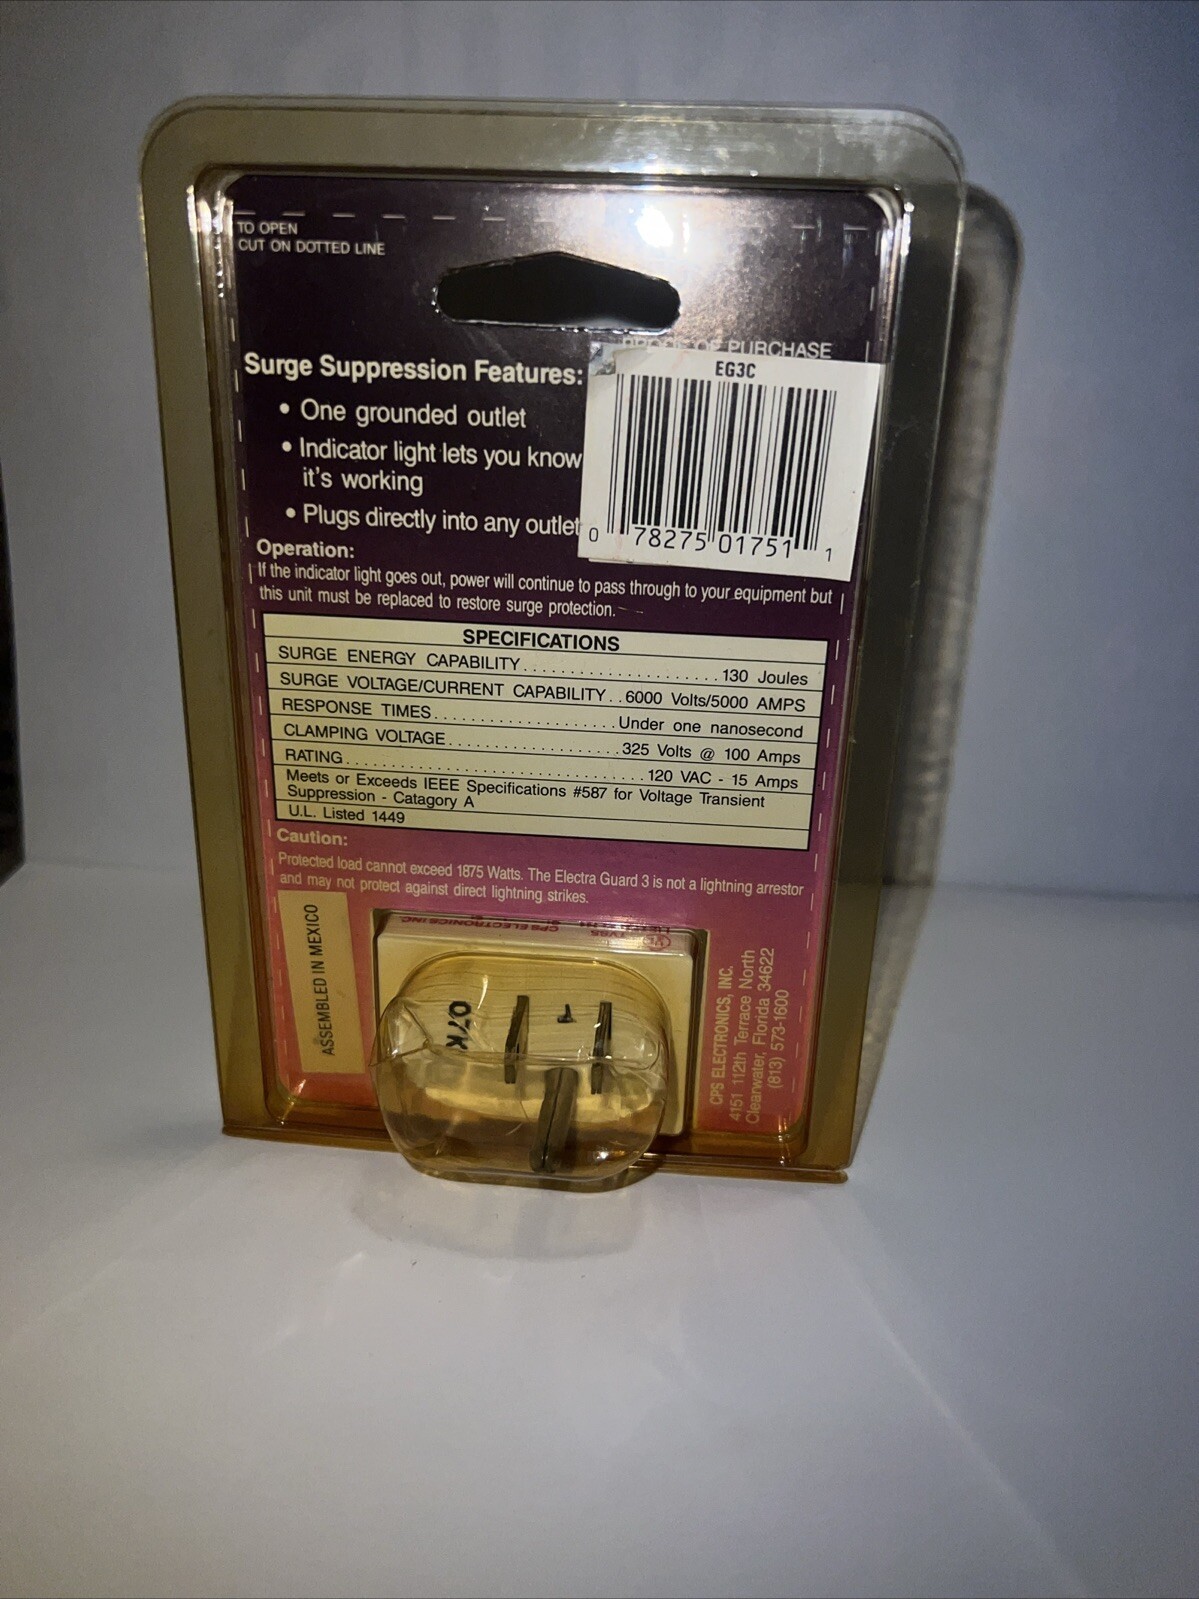 TO OPEN
CUT ON DOTTED LINE
PROOF OF PURCHASE
EG3C
0 78275 01751 1
Surge Suppression Features:
• One grounded outlet
• Indicator light lets you know
it's working
• Plugs directly into any outlet
Operation:
If the indicator light goes out, power will continue to pass through to your equipment but
this unit must be replaced to restore surge protection.
SPECIFICATIONS
SURGE ENERGY CAPABILITY......................130 Joules
SURGE VOLTAGE/CURRENT CAPABILITY..6000 Volts/5000 AMPS
RESPONSE TIMES....................Under one nanosecond
CLAMPING VOLTAGE...................325 Volts @ 100 Amps
RATING................................120 VAC - 15 Amps
Meets or Exceeds IEEE Specifications #587 for Voltage Transient
Suppression - Catagory A
U.L. Listed 1449
Caution:
Protected load cannot exceed 1875 Watts. The Electra Guard 3 is not a lightning arrestor
and may not protect against direct lightning strikes.
ASSEMBLED IN MEXICO
CPS ELECTRONICS INC.
UL
07K
CPS ELECTRONICS, INC.
4151 112th Terrace North
Clearwater, Florida 34622
(813) 573-1600